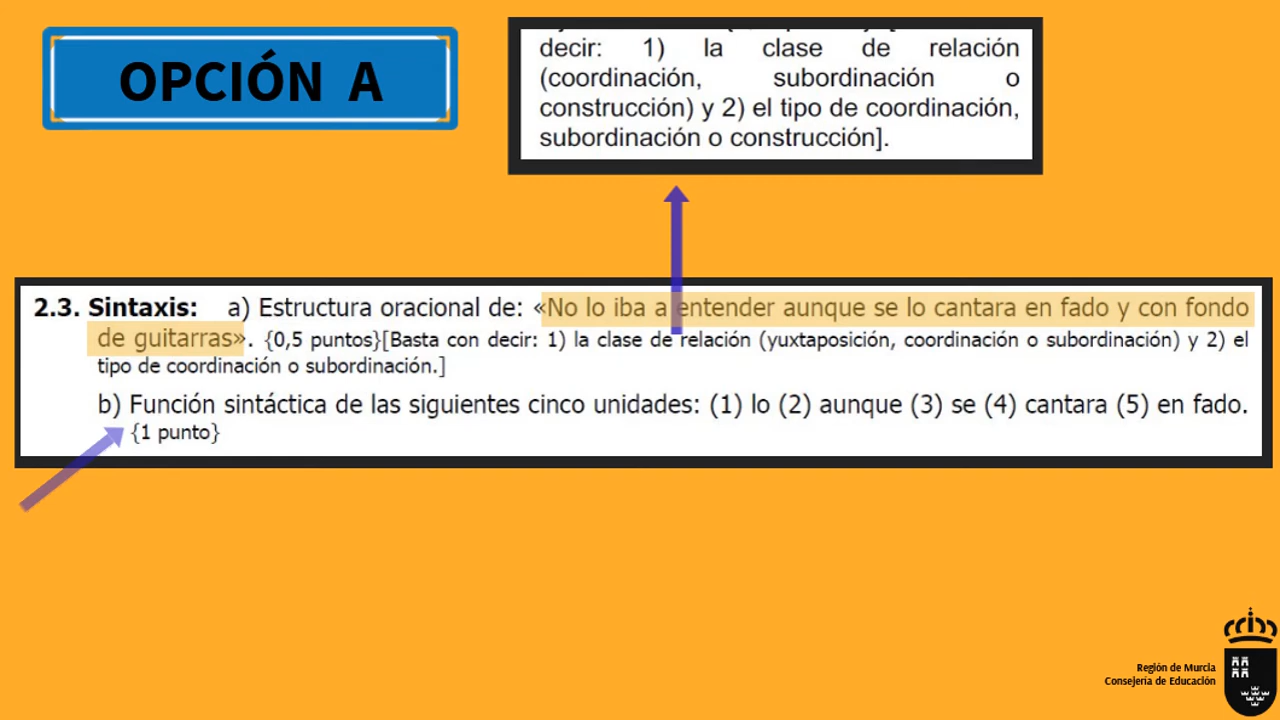 OPCIÓN A
decir: 1) la clase de relación
(coordinación, subordinación o
construcción) y 2) el tipo de coordinación,
subordinación o construcción].
2.3. Sintaxis: a) Estructura oracional de: «No lo iba a entender aunque se lo cantara en fado y con fondo
de guitarras». {0,5 puntos}[Basta con decir: 1) la clase de relación (yuxtaposición, coordinación o subordinación) y 2) el
tipo de coordinación o subordinación.]
b) Función sintáctica de las siguientes cinco unidades: (1) lo (2) aunque (3) se (4) cantara (5) en fado.
{1 punto}
Región de Murcia
Consejería de Educación